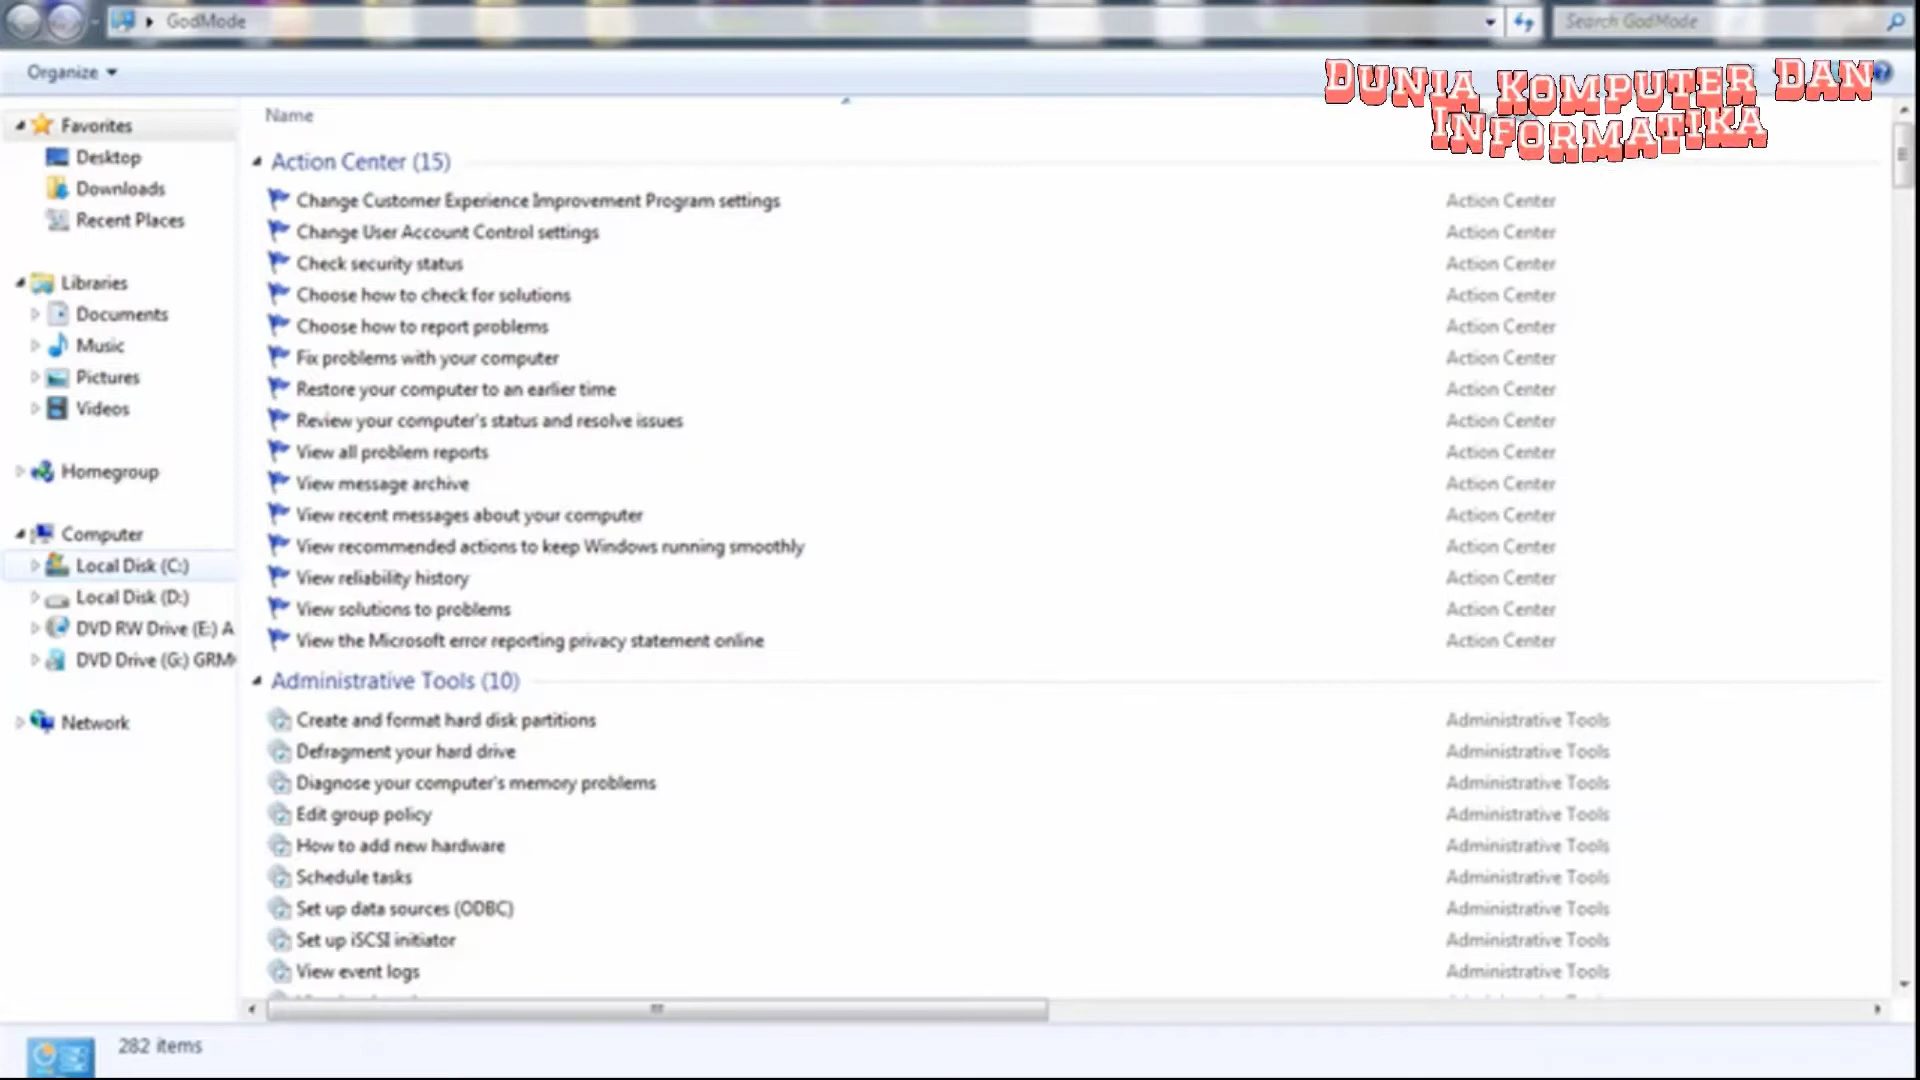 GodMode
Search GodMode
Organize
DUNIA KOMPUTER DAN
INFORMATIKA
Favorites
Desktop
Downloads
Recent Places
Libraries
Documents
Music
Pictures
Videos
Homegroup
Computer
Local Disk (C:)
Local Disk (D:)
DVD RW Drive (E:) A
DVD Drive (G:) GRM
Network
Name
Action Center (15)
Change Customer Experience Improvement Program settings Action Center
Change User Account Control settings Action Center
Check security status Action Center
Choose how to check for solutions Action Center
Choose how to report problems Action Center
Fix problems with your computer Action Center
Restore your computer to an earlier time Action Center
Review your computer's status and resolve issues Action Center
View all problem reports Action Center
View message archive Action Center
View recent messages about your computer Action Center
View recommended actions to keep Windows running smoothly Action Center
View reliability history Action Center
View solutions to problems Action Center
View the Microsoft error reporting privacy statement online Action Center
Administrative Tools (10)
Create and format hard disk partitions Administrative Tools
Defragment your hard drive Administrative Tools
Diagnose your computer's memory problems Administrative Tools
Edit group policy Administrative Tools
How to add new hardware Administrative Tools
Schedule tasks Administrative Tools
Set up data sources (ODBC) Administrative Tools
Set up iSCSI initiator Administrative Tools
View event logs Administrative Tools
282 items